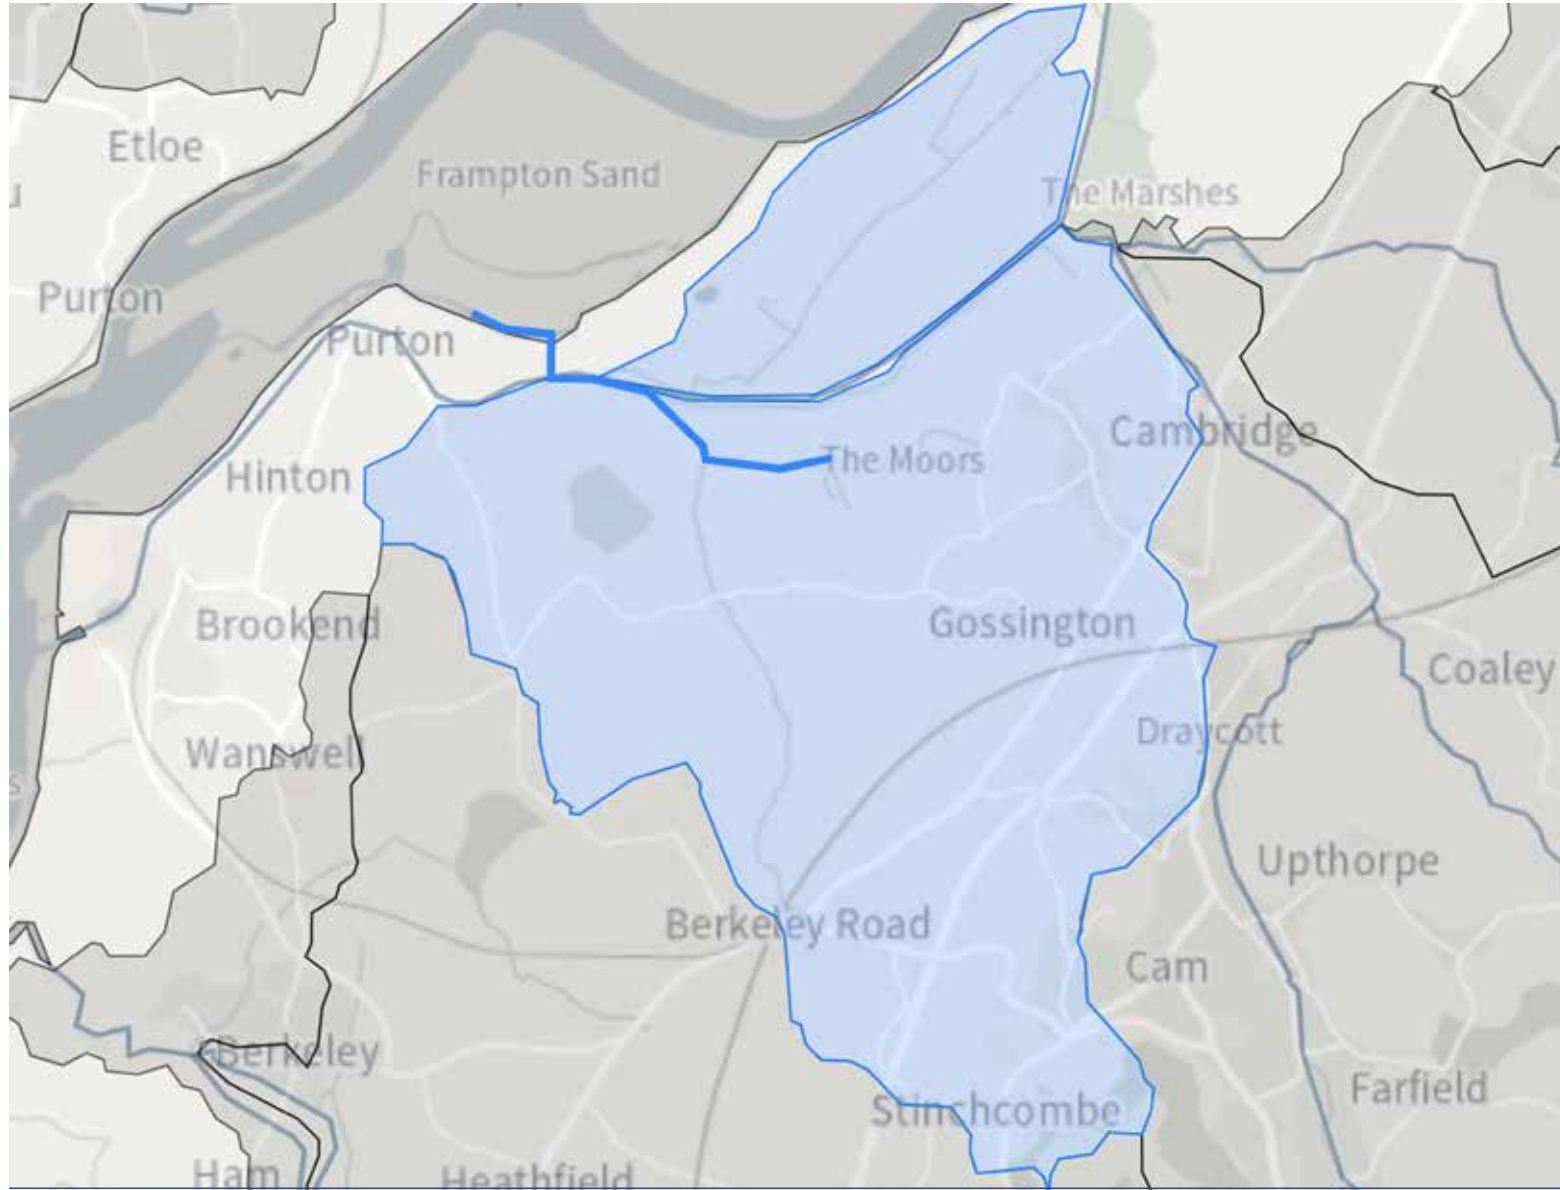 Etloe
Frampton Sand
The Marshes
Purton
Purton
Cambridge
The Moors
Hinton
Brookend
Gossington
Coaley
Draycott
Wanswell
Upthorpe
Berkeley Road
Cam
Berkeley
Farfield
Stinchcombe
Ham
Heathfield